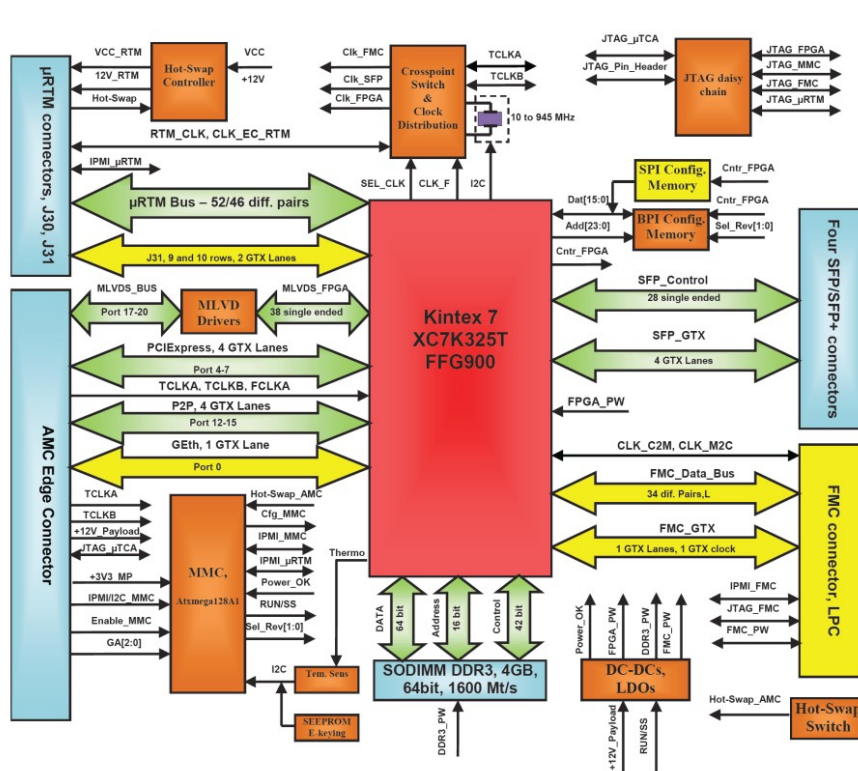 µRTM connectors, J30, J31
VCC_RTM
12V_RTM
Hot-Swap
Hot-Swap
Controller
VCC
+12V
Clk_FMC
Clk_SFP
Clk_FPGA
Crosspoint
Switch
&
Clock
Distribution
TCLKA
TCLKB
10 to 945 MHz
JTAG_µTCA
JTAG_Pin_Header
JTAG daisy
chain
JTAG_FPGA
JTAG_MMC
JTAG_FMC
JTAG_µRTM
RTM_CLK, CLK_EC_RTM
IPMI_µRTM
SEL_CLK
CLK_F
I2C
µRTM Bus – 52/46 diff. pairs
J31, 9 and 10 rows, 2 GTX Lanes
SPI Config.
Memory
Cntr_FPGA
Dat[15:0]
Add[23:0]
BPI Config.
Memory
Cntr_FPGA
Sel_Rev[1:0]
Cntr_FPGA
AMC Edge Connector
MLVDS_BUS
Port 17-20
MLVD
Drivers
MLVDS_FPGA
38 single ended
PCIExpress, 4 GTX Lanes
Port 4-7
TCLKA, TCLKB, FCLKA
P2P, 4 GTX Lanes
Port 12-15
GEth, 1 GTX Lane
Port 0
Kintex 7
XC7K325T
FFG900
SFP_Control
28 single ended
SFP_GTX
4 GTX Lanes
Four SFP/SFP+ connectors
FPGA_PW
CLK_C2M, CLK_M2C
FMC_Data_Bus
34 dif. Pairs,L
FMC_GTX
1 GTX Lanes, 1 GTX clock
FMC connector, LPC
IPMI_FMC
JTAG_FMC
FMC_PW
TCLKA
TCLKB
+12V_Payload
JTAG_µTCA
+3V3_MP
IPMI/I2C_MMC
Enable_MMC
GA[2:0]
MMC,
Atxmega128A1
Hot-Swap_AMC
Cfg_MMC
IPMI_MMC
IPMI_µRTM
Power_OK
RUN/SS
Sel_Rev[1:0]
Thermo
I2C
Tem. Sens
SEEPROM
E-keying
DATA
64 bit
Address
16 bit
Control
42 bit
SODIMM DDR3, 4GB,
64bit, 1600 Mt/s
DDR3_PW
Power_OK
FPGA_PW
DDR3_PW
FMC_PW
DC-DCs,
LDOs
+12V_Payload
RUN/SS
Hot-Swap_AMC
Hot-Swap
Switch